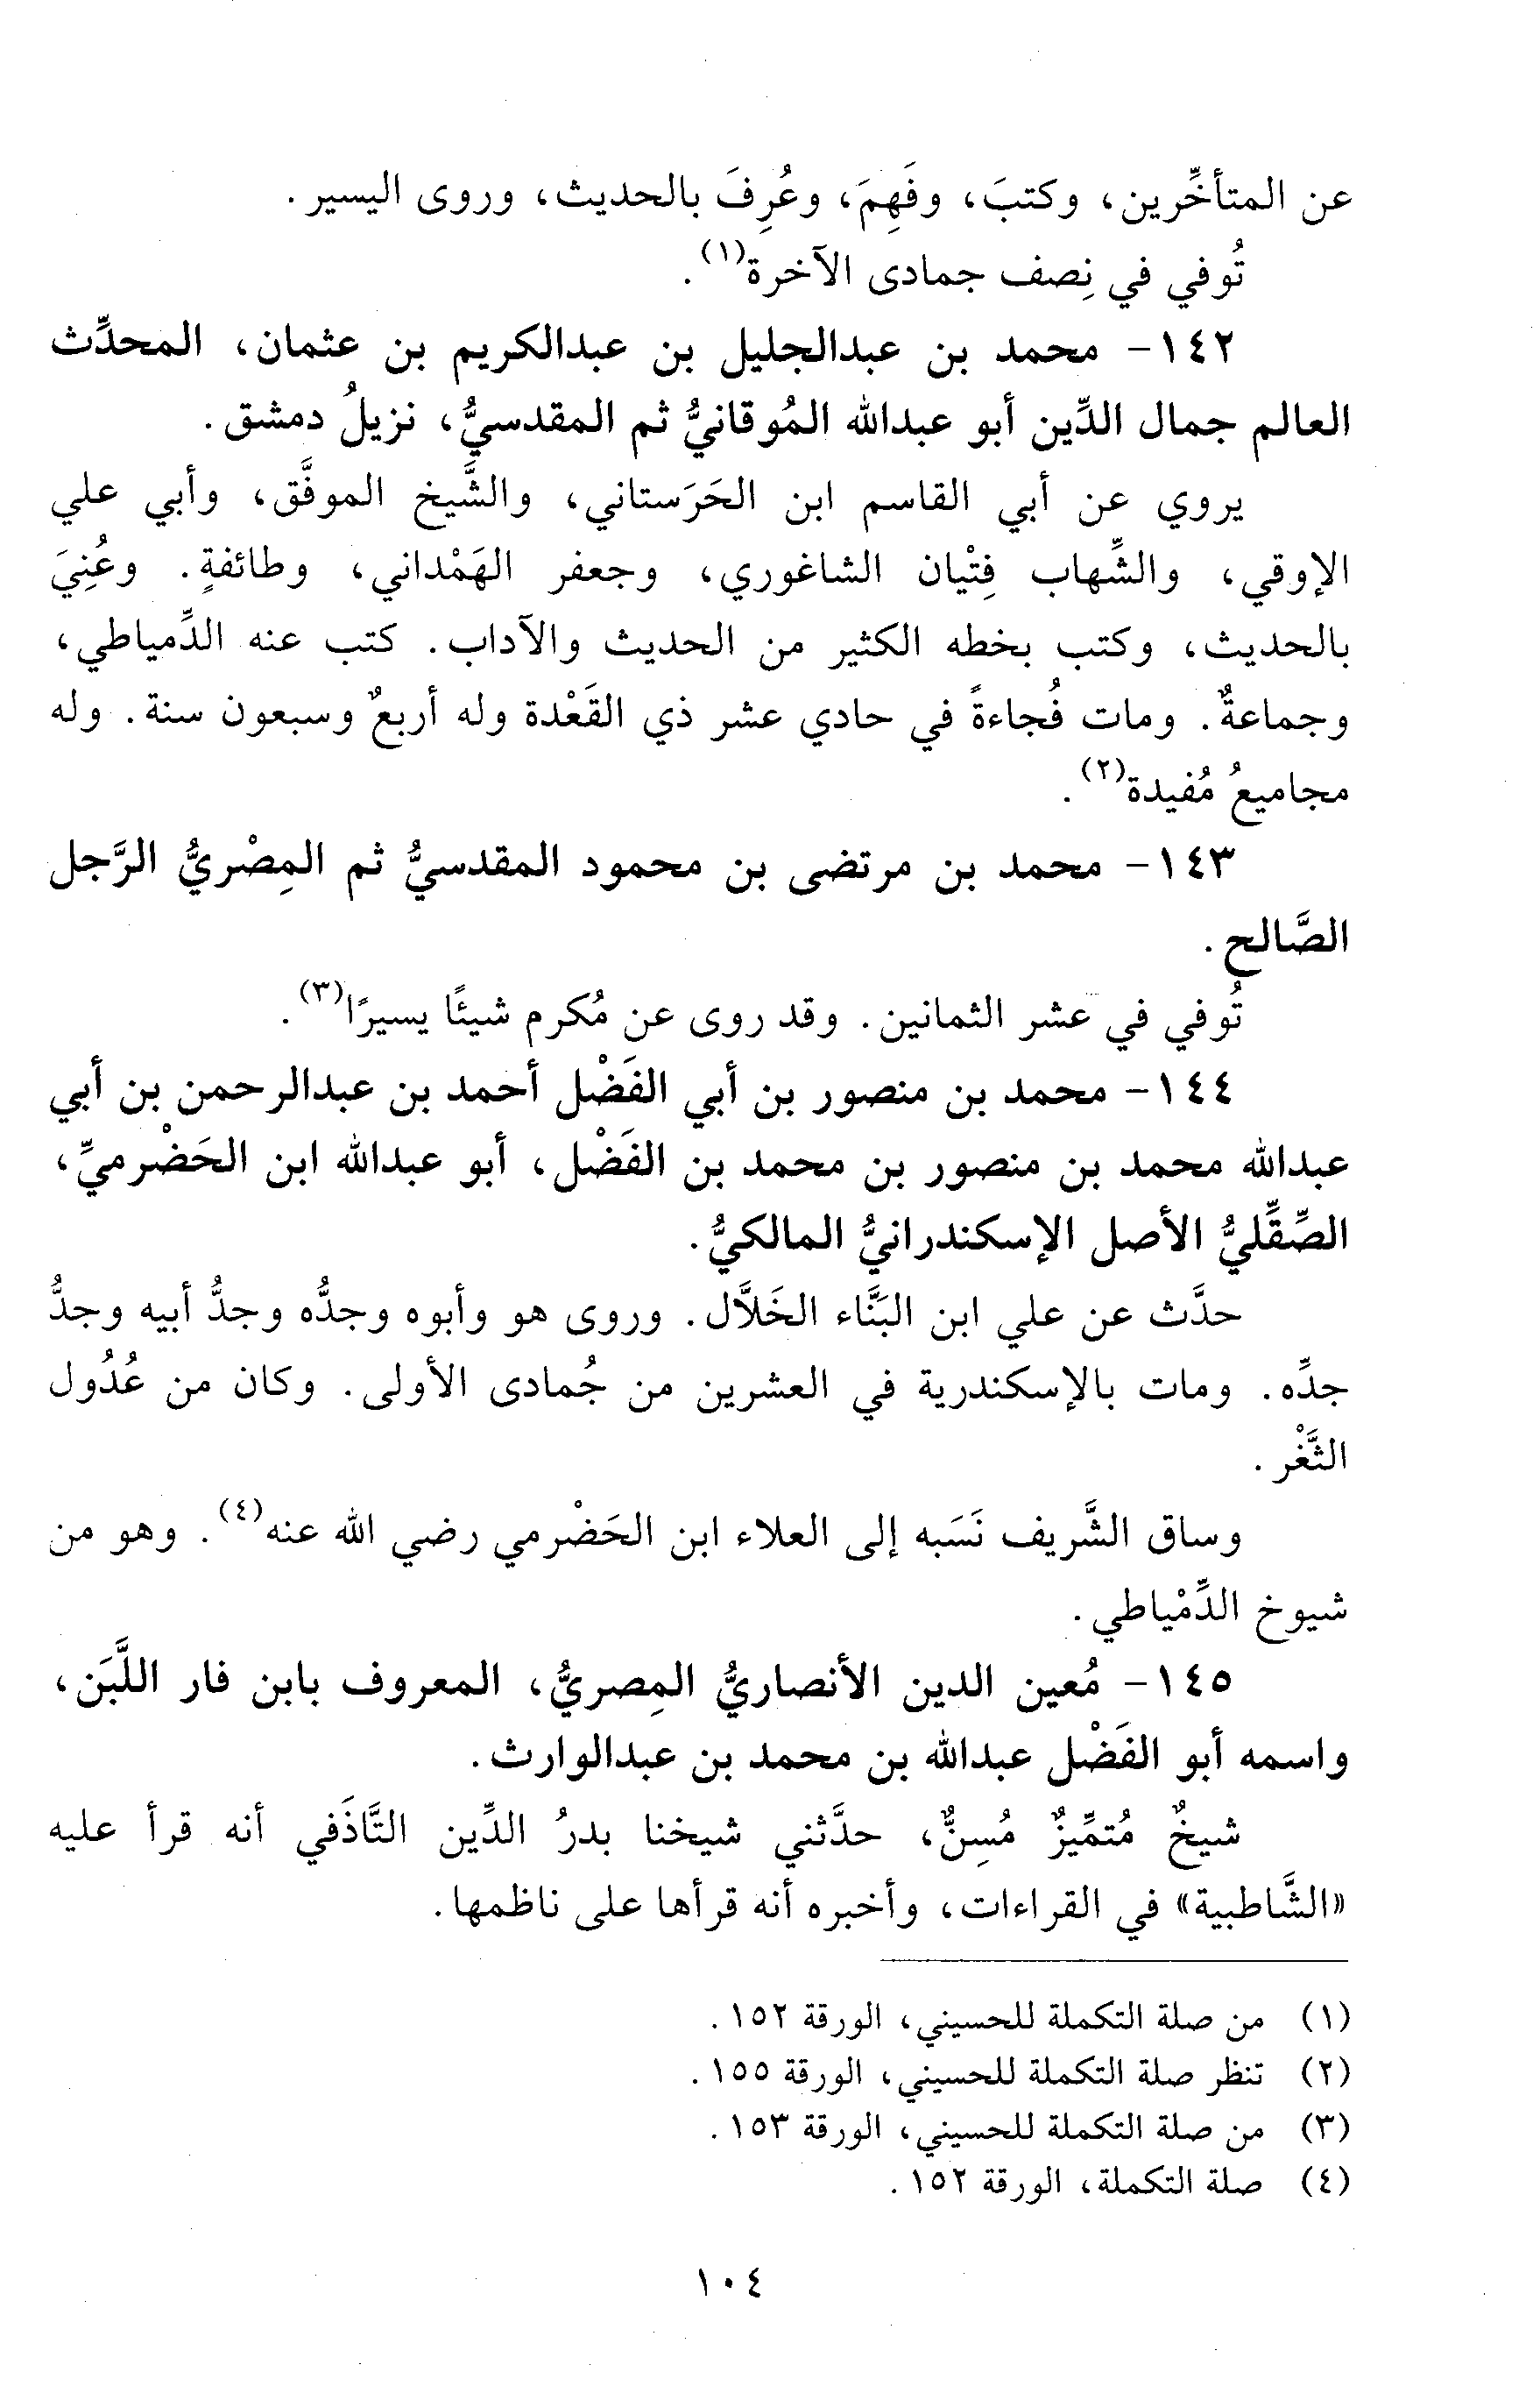 عن المتأخِّرين، وكتبَ، وفَهِمَ، وعُرِفَ بالحديث، وروى اليسير.
تُوفي في نِصف جمادى الآخرة(١).
١٤٢- محمد بن عبدالجليل بن عبدالكريم بن عثمان، المحدِّث
العالم جمال الدِّين أبو عبدالله المُوقانيُّ ثم المقدسيُّ، نزيلُ دمشق.
يروي عن أبي القاسم ابن الحَرَستاني، والشَّيخ الموفَّق، وأبي علي
الإوقي، والشِّهاب فِتْيان الشاغوري، وجعفر الهَمْداني، وطائفةٍ. وعُنِيَ
بالحديث، وكتب بخطه الكثير من الحديث والآداب. كتب عنه الدِّمياطي،
وجماعةٌ. ومات فُجاءةً في حادي عشر ذي القَعْدة وله أربعٌ وسبعون سنة. وله
مجاميعُ مُفيدة(٢).
١٤٣- محمد بن مرتضى بن محمود المقدسيُّ ثم المِصْريُّ الرَّجل
الصَّالح.
تُوفي في عشر الثمانين. وقد روى عن مُكرم شيئًا يسيرًا(٣).
١٤٤- محمد بن منصور بن أبي الفَضْل أحمد بن عبدالرحمن بن أبي
عبدالله محمد بن منصور بن محمد بن الفَضْل، أبو عبدالله ابن الحَضْرميِّ،
الصِّقِّليُّ الأصل الإسكندرانيُّ المالكيُّ.
حدَّث عن علي ابن البَنَّاء الخَلاَّل. وروى هو وأبوه وجدُّه وجدُّ أبيه وجدُّ
جدِّه. ومات بالإسكندرية في العشرين من جُمادى الأولى. وكان من عُدُول
الثَّغْر.
وساق الشَّريف نَسَبه إلى العلاء ابن الحَضْرمي رضي الله عنه(٤). وهو من
شيوخ الدِّمْياطي.
١٤٥- مُعين الدين الأنصاريُّ المِصريُّ، المعروف بابن فار اللَّبَن،
واسمه أبو الفَضْل عبدالله بن محمد بن عبدالوارث.
شيخٌ مُتميِّزٌ مُسِنٌّ، حدَّثني شيخنا بدرُ الدِّين التَّاذَفي أنه قرأ عليه
«الشَّاطبية» في القراءات، وأخبره أنه قرأها على ناظمها.
(١) من صلة التكملة للحسيني، الورقة ١٥٢.
(٢) تنظر صلة التكملة للحسيني، الورقة ١٥٥.
(٣) من صلة التكملة للحسيني، الورقة ١٥٣.
(٤) صلة التكملة، الورقة ١٥٢.
١٠٤